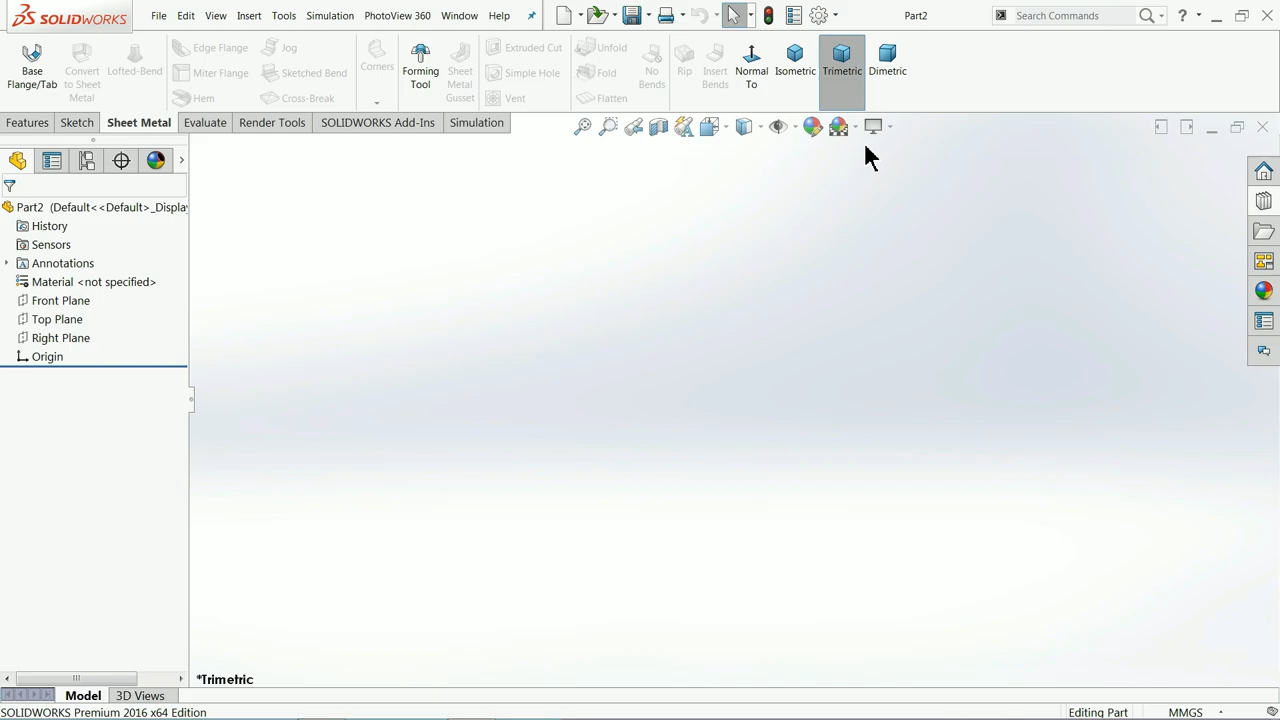 SOLIDWORKS File Edit View Insert Tools Simulation PhotoView 360 Window Help Part2 Search Commands ?
Base Flange/Tab
Convert to Sheet Metal
Lofted-Bend
Edge Flange
Miter Flange
Hem
Jog
Sketched Bend
Cross-Break
Corners
Forming Tool
Sheet Metal Gusset
Extruded Cut
Simple Hole
Vent
Unfold
Fold
Flatten
No Bends
Rip
Insert Bends
Normal To
Isometric
Trimetric
Dimetric
Features Sketch Sheet Metal Evaluate Render Tools SOLIDWORKS Add-Ins Simulation
Part2 (Default<<Default>_Displa
History
Sensors
Annotations
Material <not specified>
Front Plane
Top Plane
Right Plane
Origin
*Trimetric
Model 3D Views
SOLIDWORKS Premium 2016 x64 Edition Editing Part MMGS